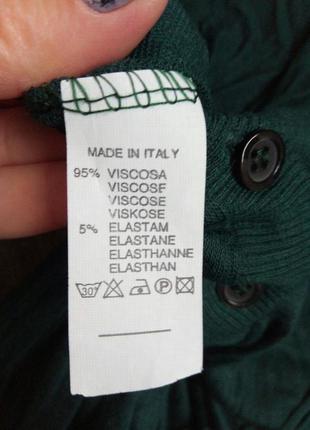 MADE IN ITALY
95% VISCOSA
VISCOSF
VISCOSE
VISKOSE
5% ELASTAM
ELASTANE
ELASTHANNE
ELASTHAN
30° P